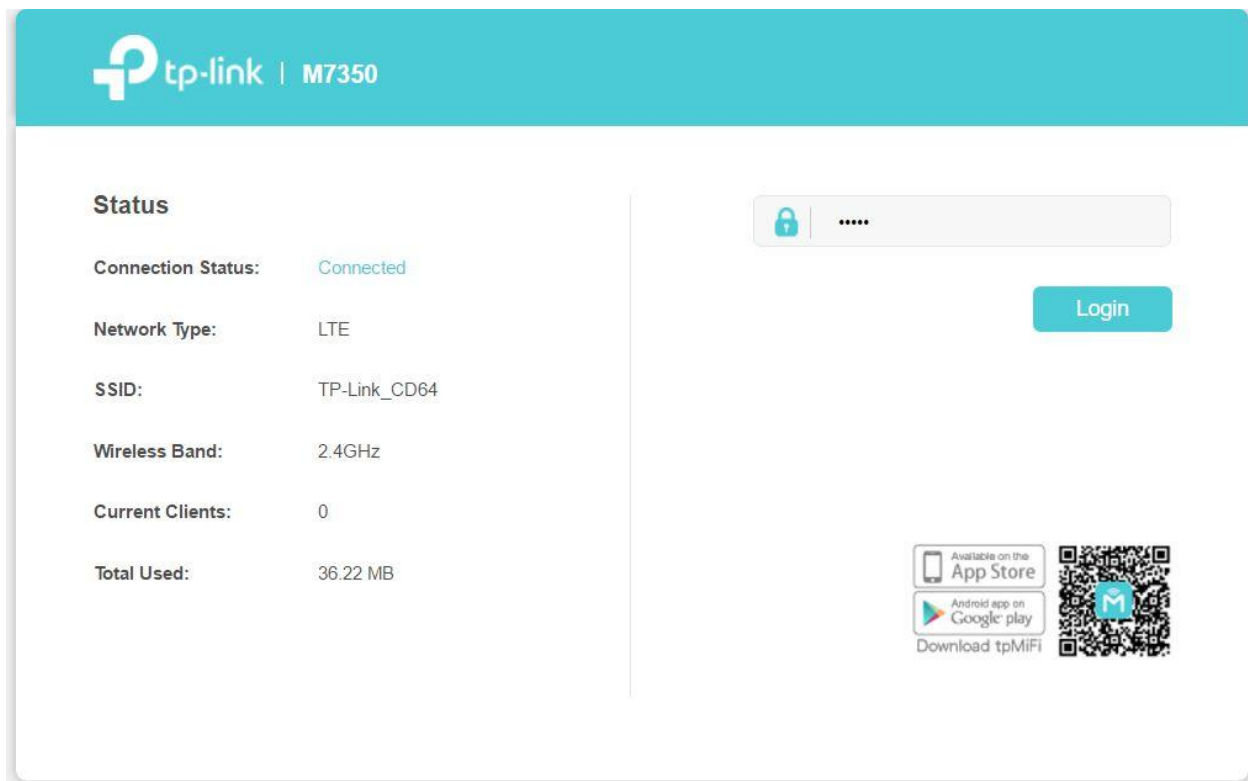 tp-link | M7350
Status
Connection Status: Connected
Network Type: LTE
SSID: TP-Link_CD64
Wireless Band: 2.4GHz
Current Clients: 0
Total Used: 36.22 MB
•••••
Login
Available on the
App Store
Android app on
Google play
Download tpMiFi
M